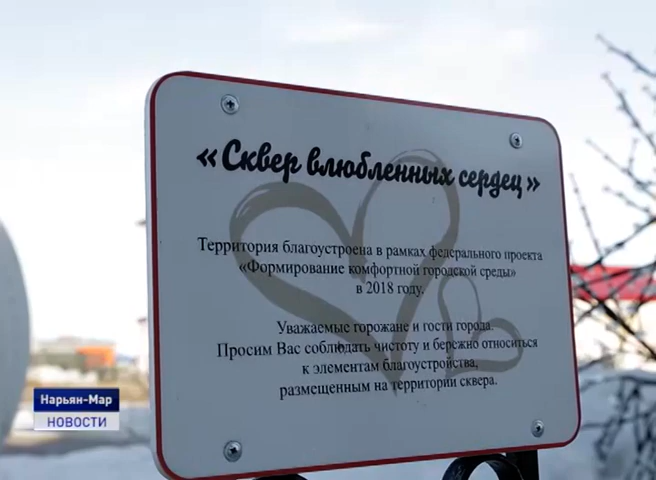 «Сквер влюбленных сердец»
Территория благоустроена в рамках федерального проекта
«Формирование комфортной городской среды»
в 2018 году.
Уважаемые горожане и гости города.
Просим Вас соблюдать чистоту и бережно относиться
к элементам благоустройства,
размещенным на территории сквера.
Нарьян-Мар
НОВОСТИ